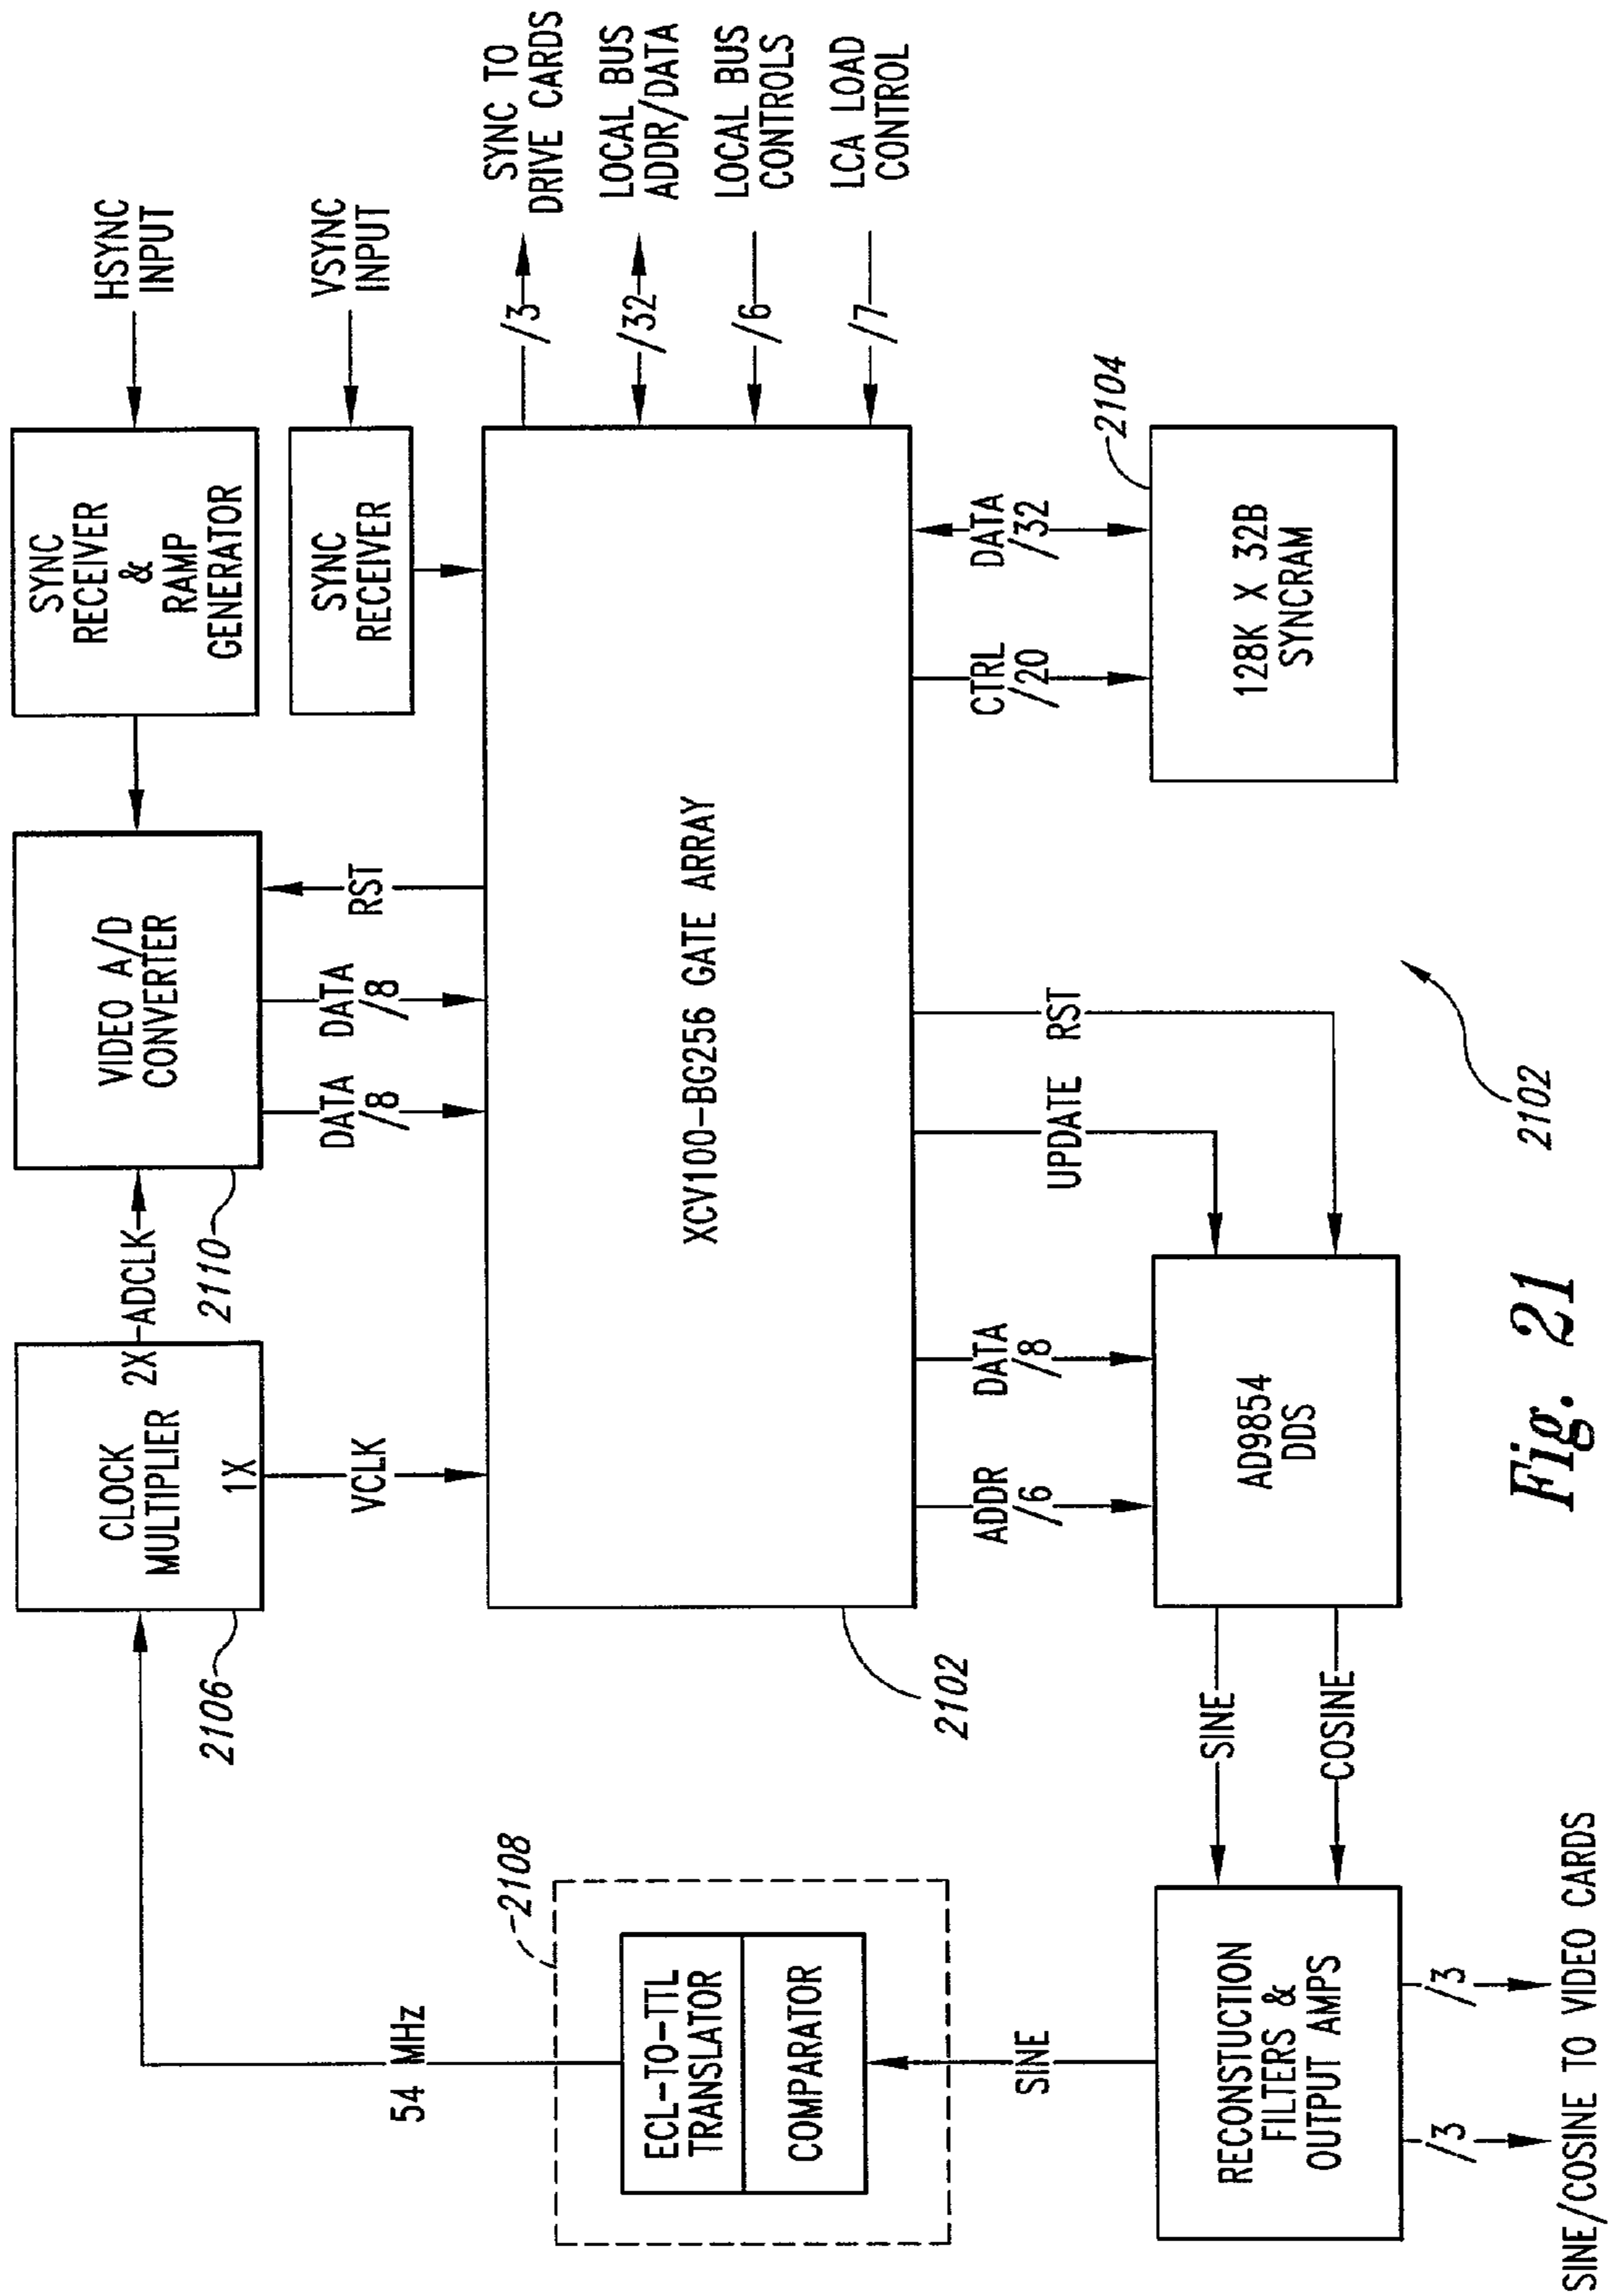 HSYNC
INPUT
VSYNC
INPUT
SYNC
RECEIVER
&
RAMP
GENERATOR
SYNC
RECEIVER
SYNC TO
DRIVE CARDS
LOCAL BUS
ADDR/DATA
LOCAL BUS
CONTROLS
LCA LOAD
CONTROL
/3
/32
/6
/7
VIDEO A/D
CONVERTER
2110
RST
DATA
/8
DATA
/8
ADCLK
CLOCK
MULTIPLIER
2X
1X
2106
VCLK
XCV100-BG256 GATE ARRAY
2102
DATA
/32
CTRL
/20
2104
128K X 32B
SYNCRAM
RST
UPDATE
DATA
/8
ADDR
/6
AD9854
DDS
SINE
COSINE
54 MHz
2108
ECL-TO-TTL
TRANSLATOR
COMPARATOR
SINE
RECONSTUCTION
FILTERS &
OUTPUT AMPS
/3
/3
SINE/COSINE TO VIDEO CARDS
2102
Fig. 21